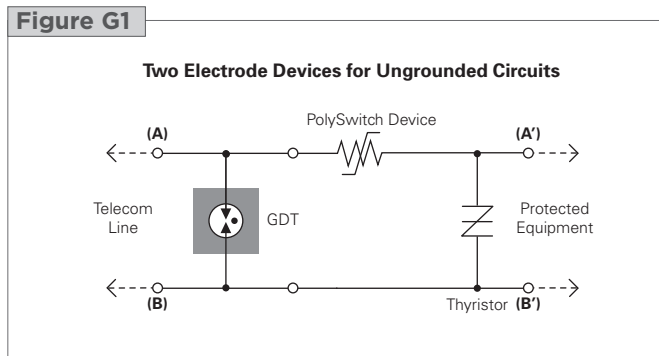 Figure G1
Two Electrode Devices for Ungrounded Circuits
PolySwitch Device
(A)
(A’)
Telecom
Line
GDT
Protected
Equipment
(B)
Thyristor
(B’)